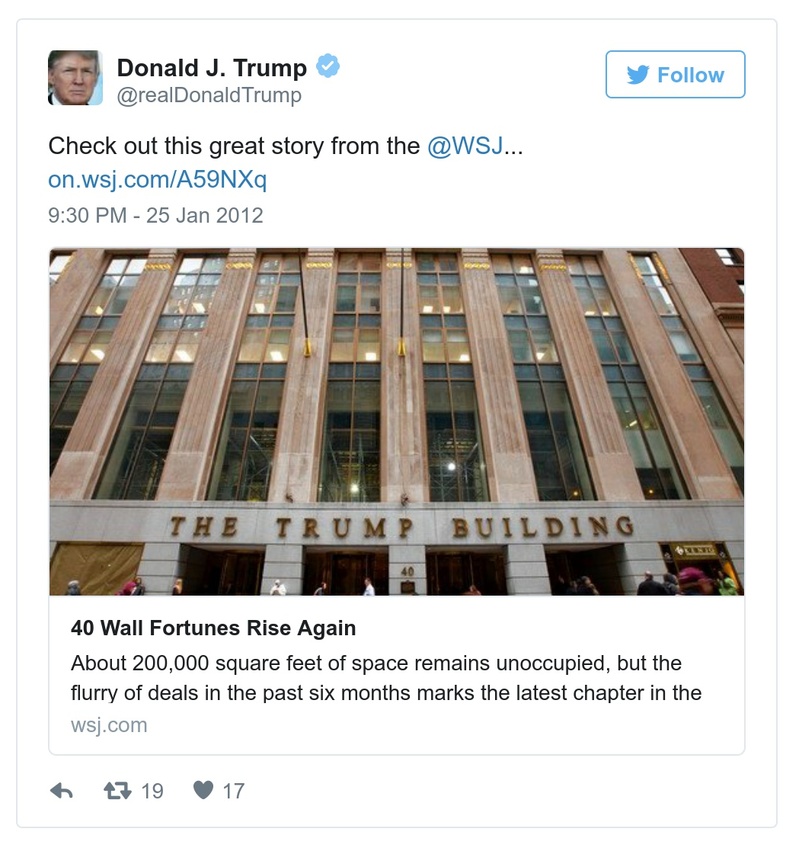 Donald J. Trump
@realDonaldTrump
Follow
Check out this great story from the @WSJ...
on.wsj.com/A59NXq
9:30 PM - 25 Jan 2012
THE TRUMP BUILDING
40
40 Wall Fortunes Rise Again
About 200,000 square feet of space remains unoccupied, but the
flurry of deals in the past six months marks the latest chapter in the
wsj.com
19
17